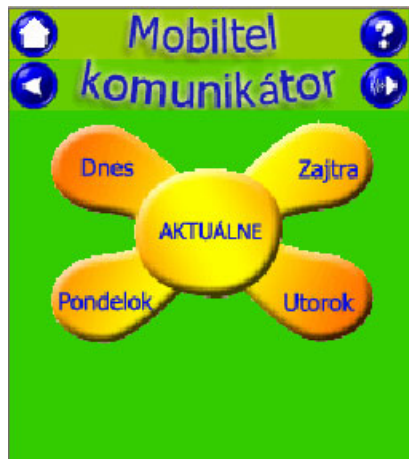 Mobiltel
komunikátor
?
Dnes
Zajtra
AKTUÁLNE
Pondelok
Utorok